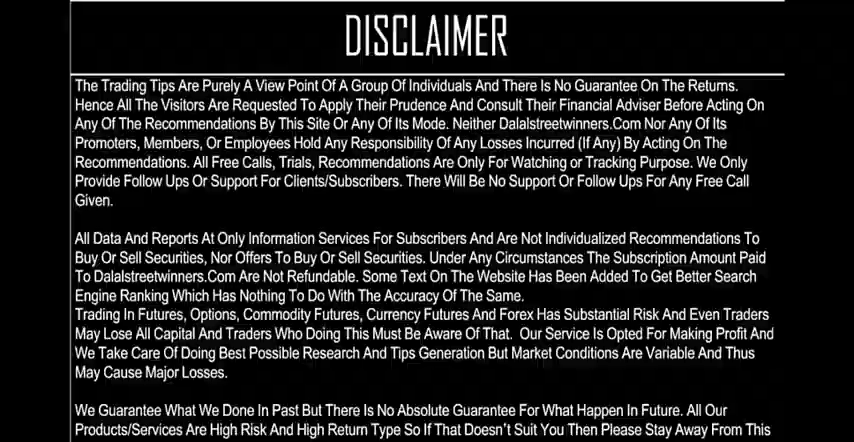 DISCLAIMER
The Trading Tips Are Purely A View Point Of A Group Of Individuals And There Is No Guarantee On The Returns.
Hence All The Visitors Are Requested To Apply Their Prudence And Consult Their Financial Adviser Before Acting On
Any Of The Recommendations By This Site Or Any Of Its Mode. Neither Dalalstreetwinners.Com Nor Any Of Its
Promoters, Members, Or Employees Hold Any Responsibility Of Any Losses Incurred (If Any) By Acting On The
Recommendations. All Free Calls, Trials, Recommendations Are Only For Watching or Tracking Purpose. We Only
Provide Follow Ups Or Support For Clients/Subscribers. There Will Be No Support Or Follow Ups For Any Free Call
Given.
All Data And Reports At Only Information Services For Subscribers And Are Not Individualized Recommendations To
Buy Or Sell Securities, Nor Offers To Buy Or Sell Securities. Under Any Circumstances The Subscription Amount Paid
To Dalalstreetwinners.Com Are Not Refundable. Some Text On The Website Has Been Added To Get Better Search
Engine Ranking Which Has Nothing To Do With The Accuracy Of The Same.
Trading In Futures, Options, Commodity Futures, Currency Futures And Forex Has Substantial Risk And Even Traders
May Lose All Capital And Traders Who Doing This Must Be Aware Of That. Our Service Is Opted For Making Profit And
We Take Care Of Doing Best Possible Research And Tips Generation But Market Conditions Are Variable And Thus
May Cause Major Losses.
We Guarantee What We Done In Past But There Is No Absolute Guarantee For What Happen In Future. All Our
Products/Services Are High Risk And High Return Type So If That Doesn't Suit You Then Please Stay Away From This